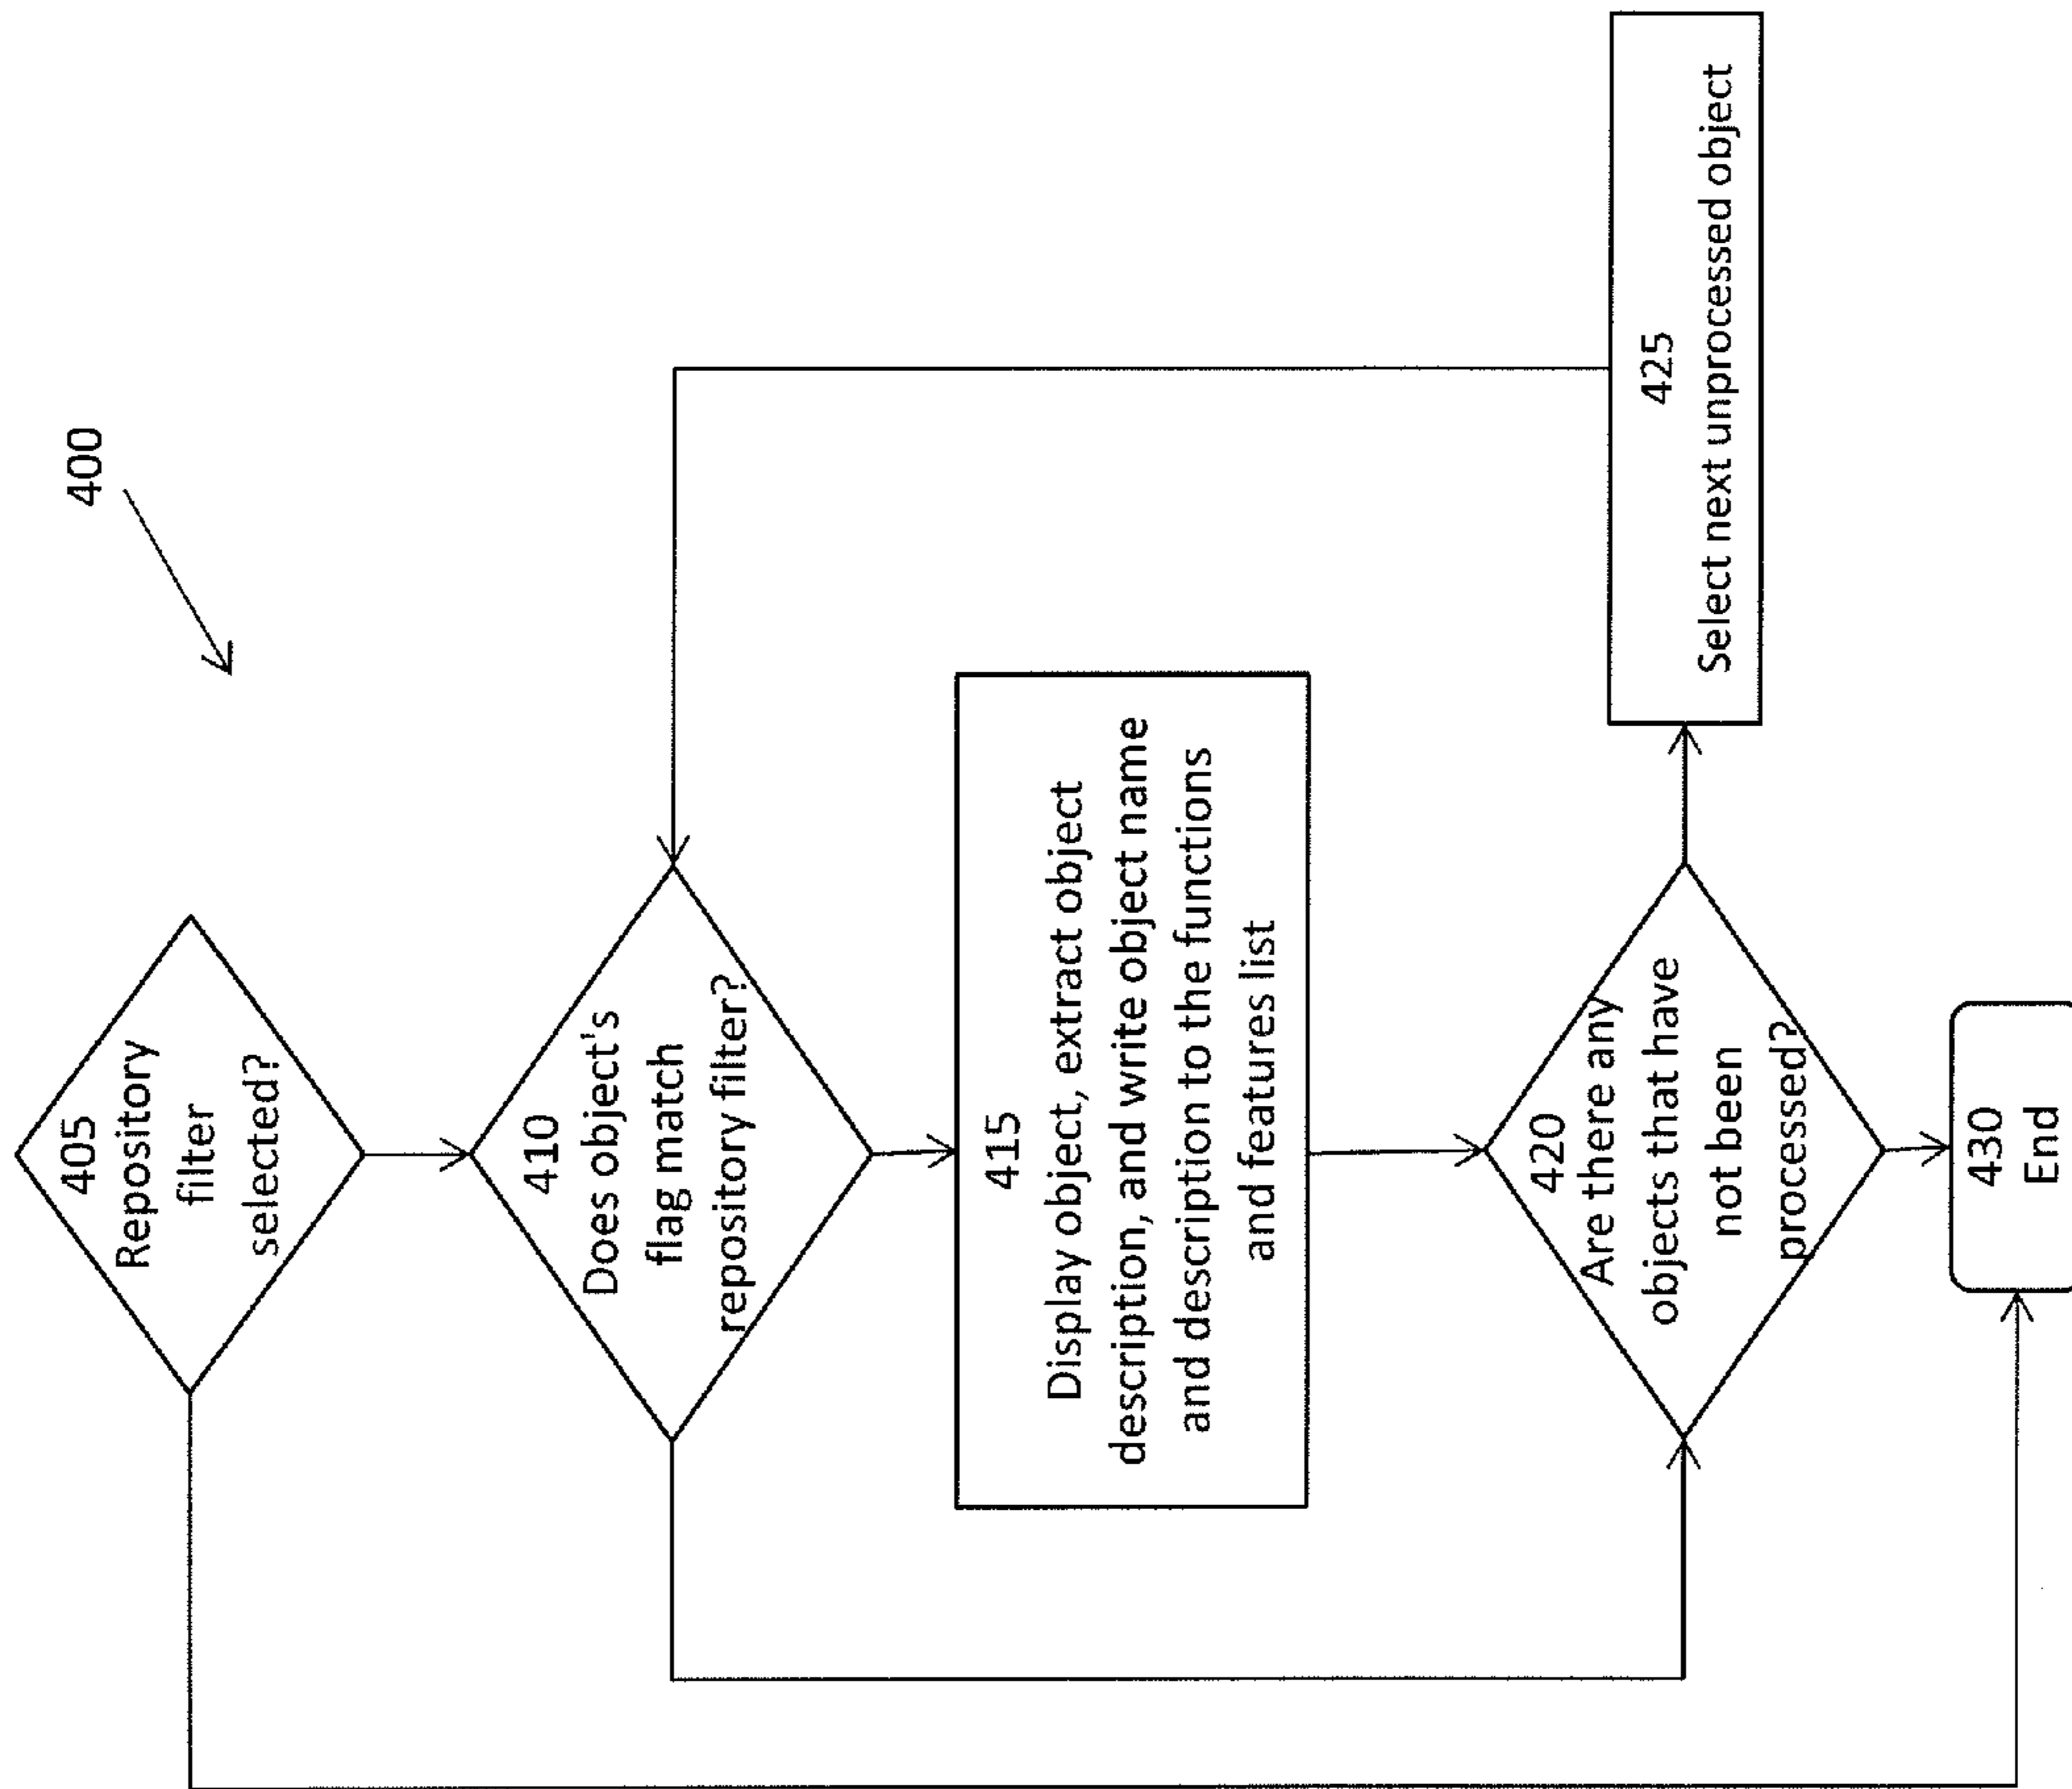 400
405
Repository
filter
selected?
410
Does object's
flag match
repository filter?
415
Display object, extract object
description, and write object name
and description to the functions
and features list
420
Are there any
objects that have
not been
processed?
425
Select next unprocessed object
430
End